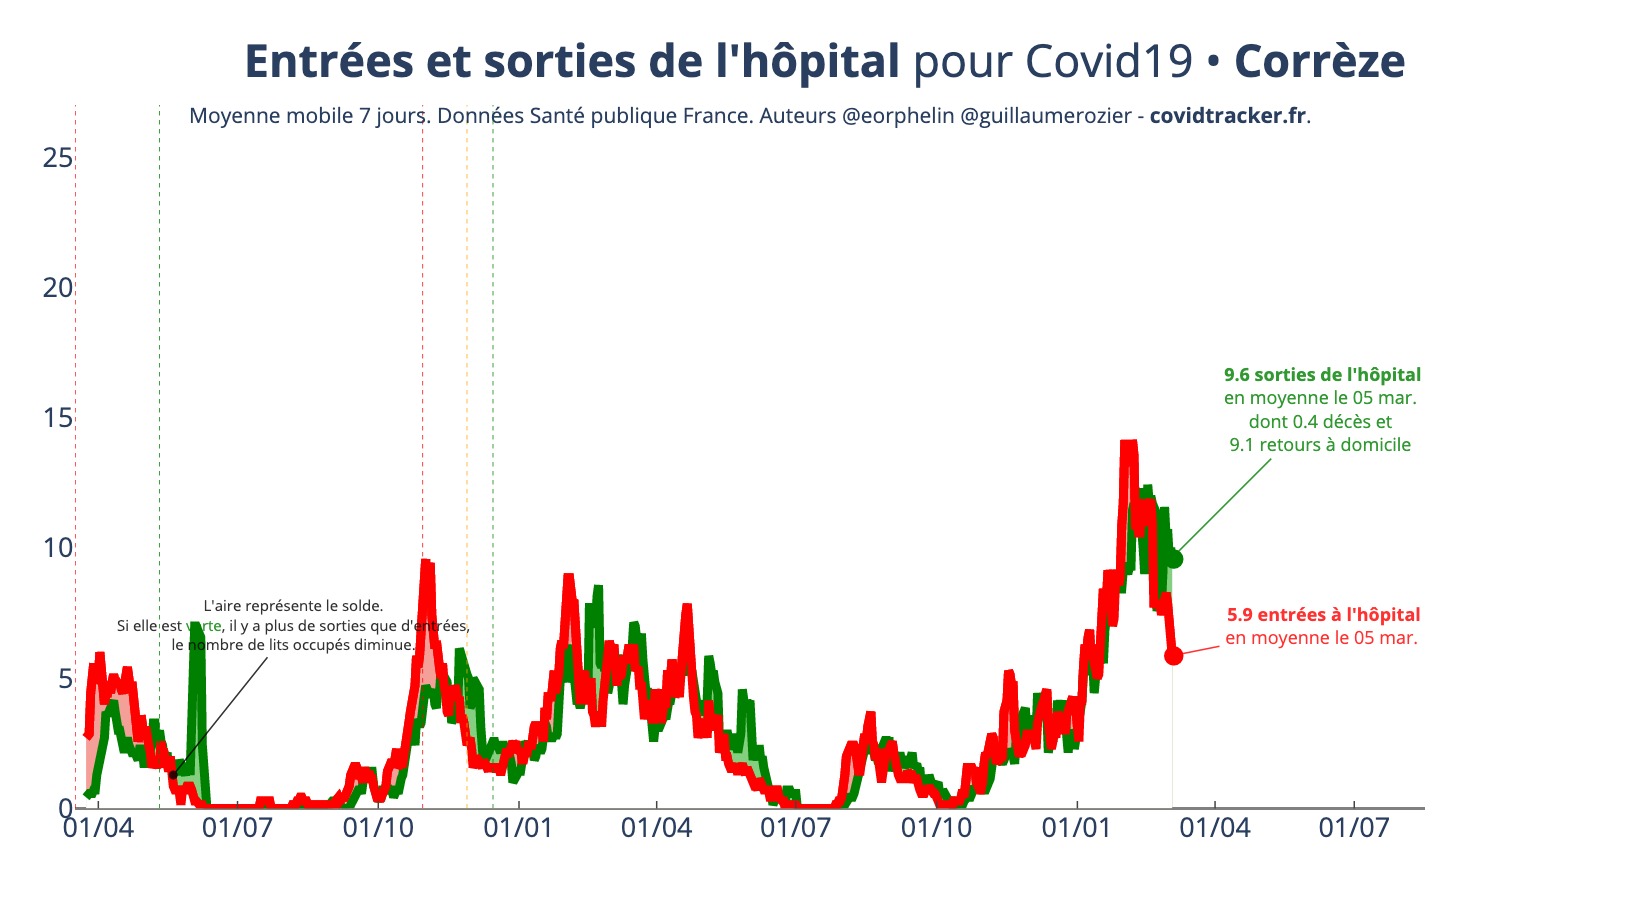 Entrées et sorties de l'hôpital pour Covid19 • Corrèze
Moyenne mobile 7 jours. Données Santé publique France. Auteurs @eorphelin @guillaumerozier - covidtracker.fr.
25
20
15
10
5
0
9.6 sorties de l'hôpital
en moyenne le 05 mar.
dont 0.4 décès et
9.1 retours à domicile
5.9 entrées à l'hôpital
en moyenne le 05 mar.
L'aire représente le solde.
Si elle est verte, il y a plus de sorties que d'entrées,
le nombre de lits occupés diminue.
01/04 01/07 01/10 01/01 01/04 01/07 01/10 01/01 01/04 01/07